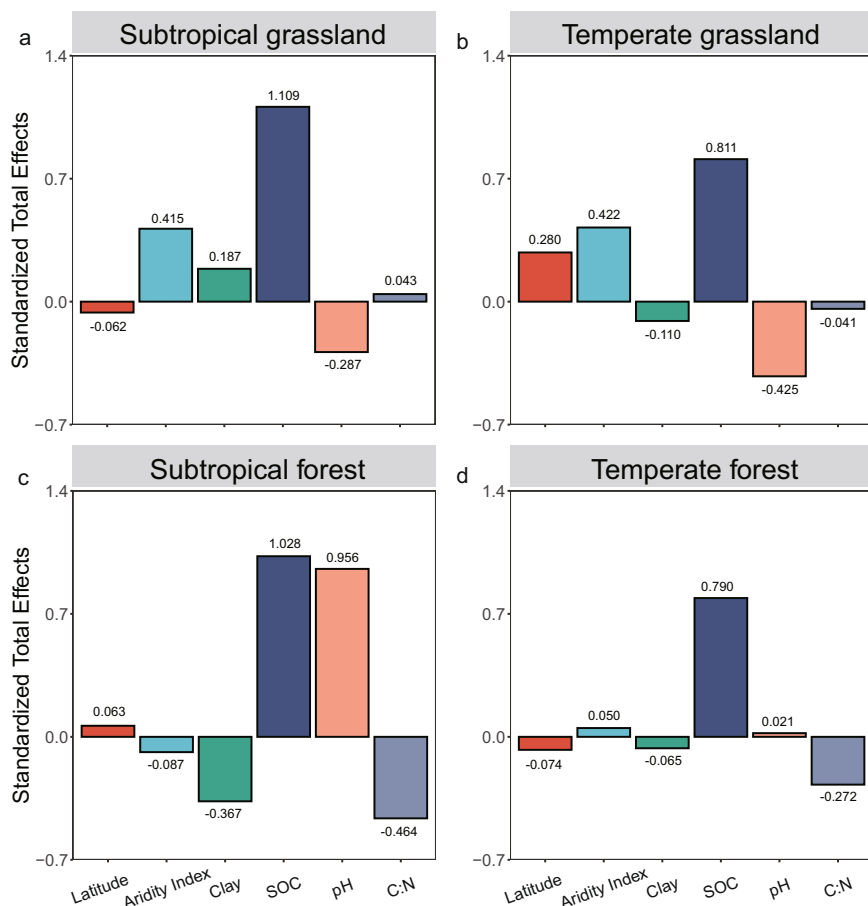 a
Subtropical grassland
b
Temperate grassland
Standardized Total Effects
1.4
0.7
0.0
−0.7
-0.062
0.415
0.187
1.109
-0.287
0.043
1.4
0.7
0.0
−0.7
0.280
0.422
-0.110
0.811
-0.425
-0.041
c
Subtropical forest
d
Temperate forest
Standardized Total Effects
1.4
0.7
0.0
−0.7
0.063
-0.087
-0.367
1.028
0.956
-0.464
1.4
0.7
0.0
−0.7
-0.074
0.050
-0.065
0.790
0.021
-0.272
Latitude
Aridity Index
Clay
SOC
pH
C:N
Latitude
Aridity Index
Clay
SOC
pH
C:N